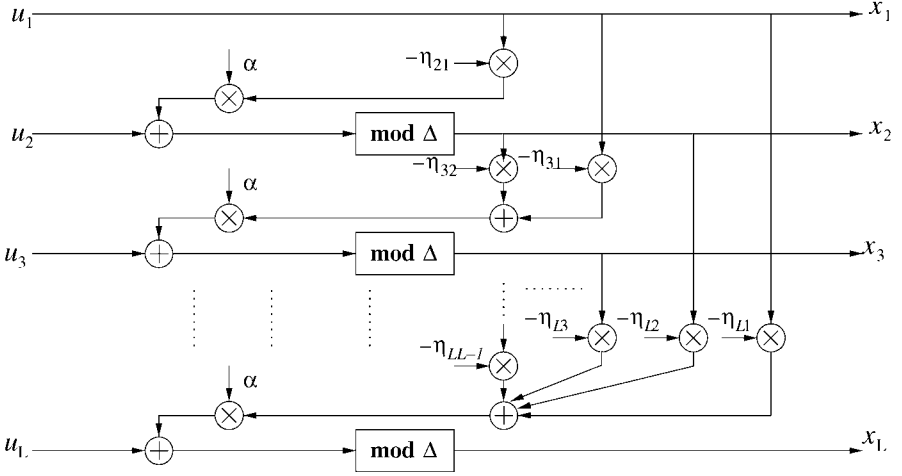 u1 x1
−η21
α
u2 mod Δ x2
−η32 −η31
α
u3 mod Δ x3
−ηL3 −ηL2 −ηL1
−ηLL−1
α
uL mod Δ xL